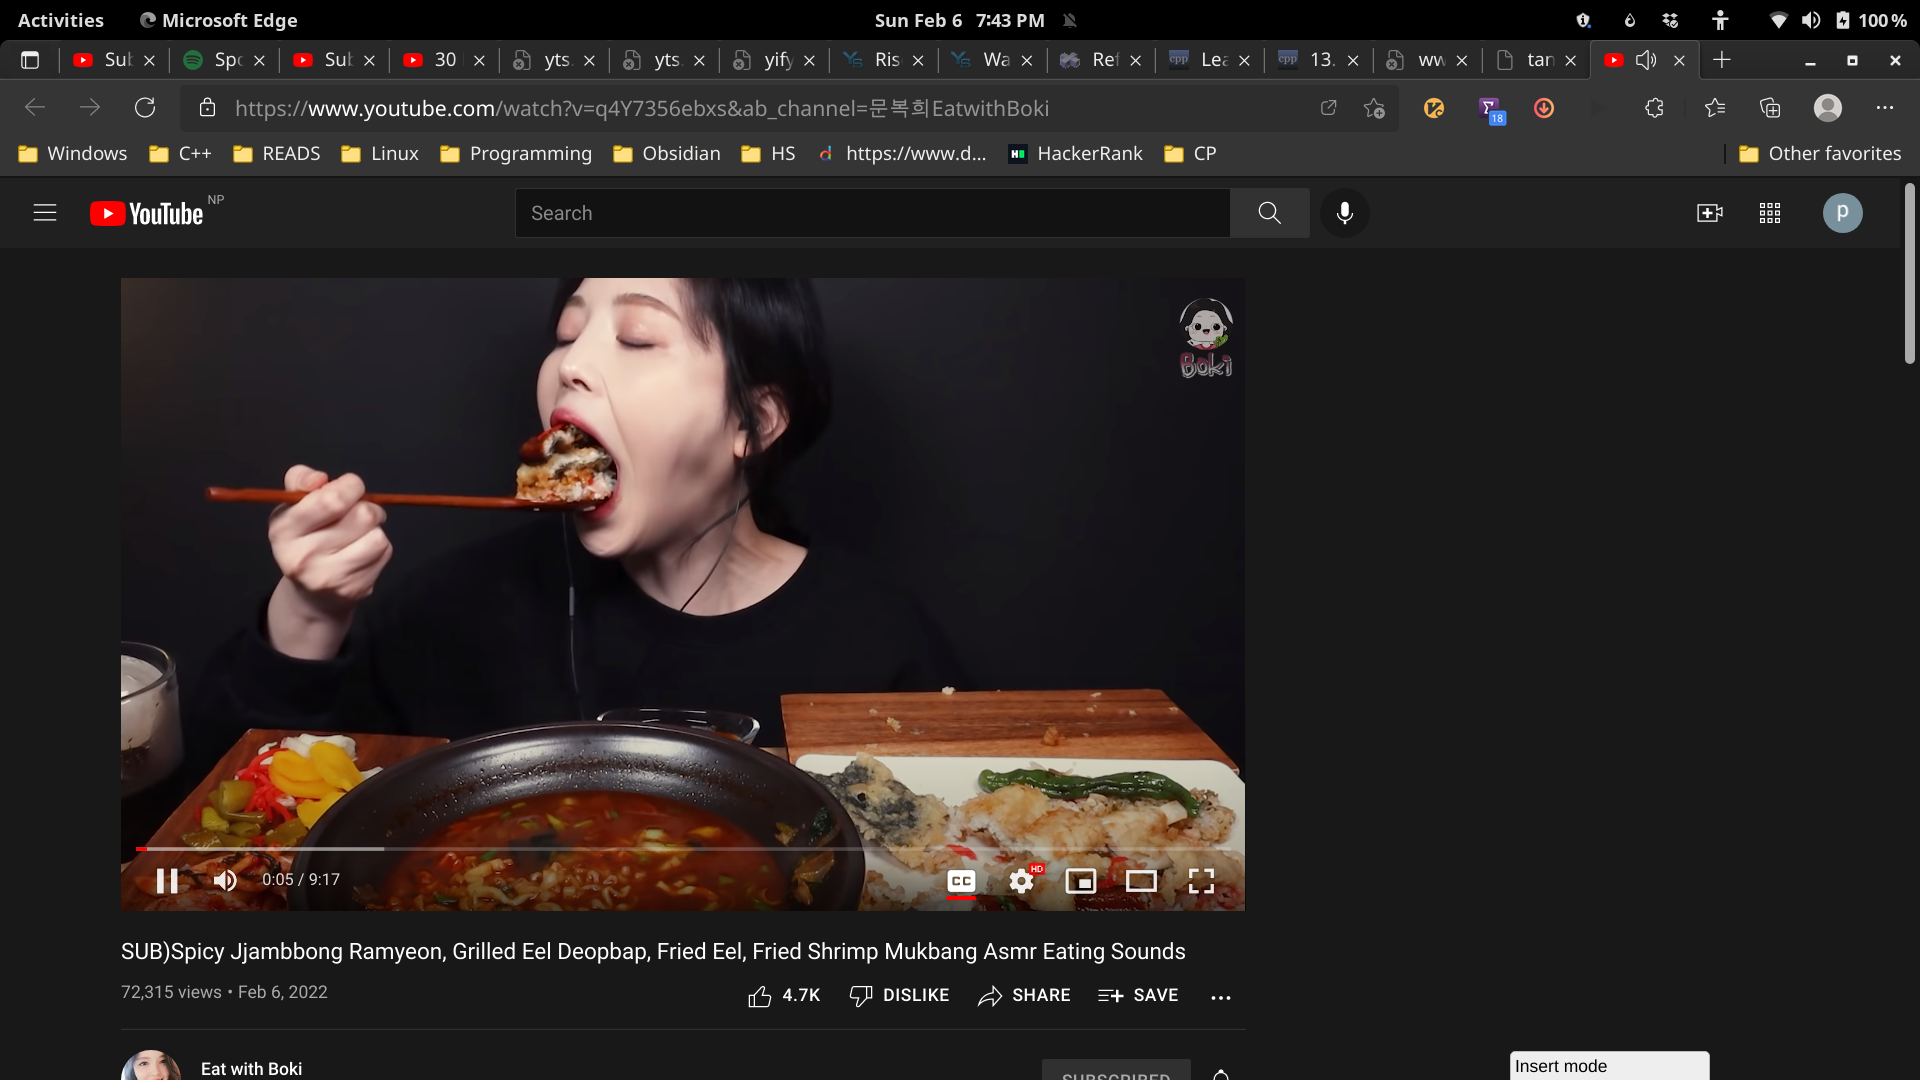 Activities Microsoft Edge Sun Feb 6 7:43 PM 100 %
Sub Spo Sub 30 yts. yts. yify Ris Wa Ref Lea 13. ww tan
https://www.youtube.com/watch?v=q4Y7356ebxs&ab_channel=문복희EatwithBoki 18
Windows C++ READS Linux Programming Obsidian HS https://www.d... HackerRank CP Other favorites
YouTube NP Search p
Boki
0:05 / 9:17 CC HD
SUB)Spicy Jjambbong Ramyeon, Grilled Eel Deopbap, Fried Eel, Fried Shrimp Mukbang Asmr Eating Sounds
72,315 views • Feb 6, 2022 4.7K DISLIKE SHARE SAVE
Eat with Boki SUBSCRIBED
Insert mode